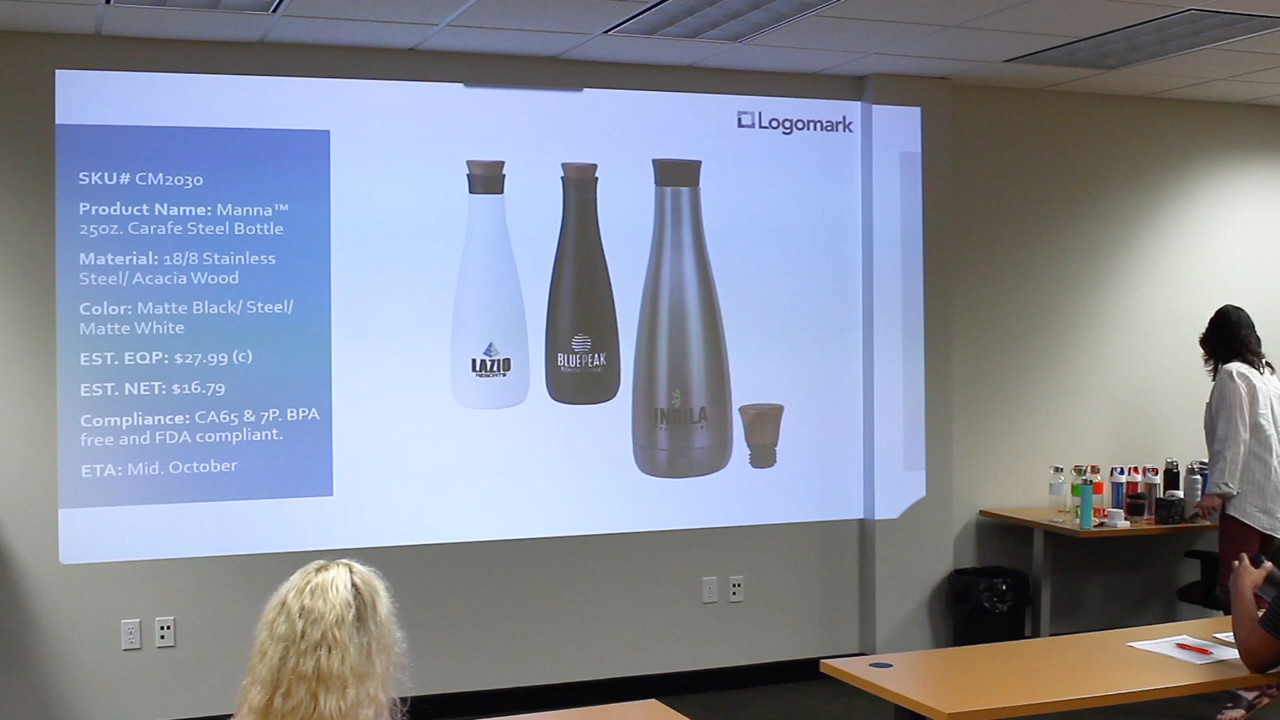 Logomark
SKU# CM2030
Product Name: Manna™
25oz. Carafe Steel Bottle
Material: 18/8 Stainless
Steel/ Acacia Wood
Color: Matte Black/ Steel/
Matte White
EST. EQP: $27.99 (c)
EST. NET: $16.79
Compliance: CA65 & 7P. BPA
free and FDA compliant.
ETA: Mid. October
LAZIO
RESORTS
BLUEPEAK
INDILA